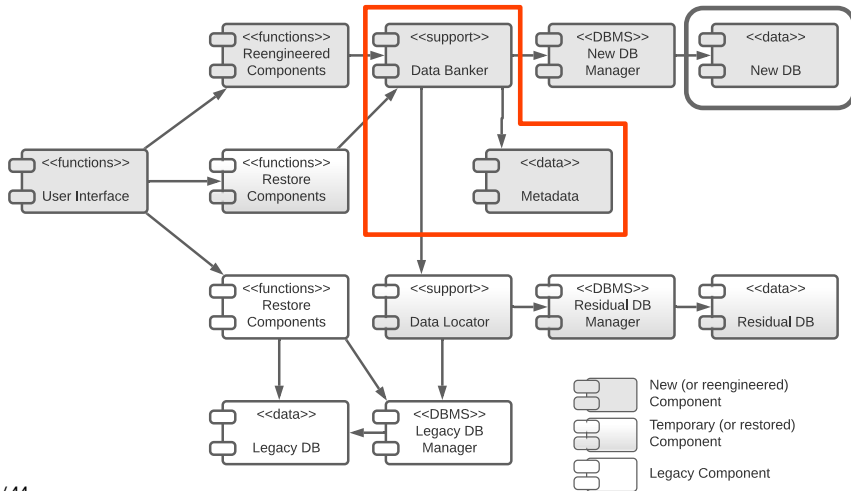 <<functions>>
Reengineered
Components
<<support>>
Data Banker
<<DBMS>>
New DB
Manager
<<data>>
New DB
<<functions>>
User Interface
<<functions>>
Restore
Components
<<data>>
Metadata
<<functions>>
Restore
Components
<<support>>
Data Locator
<<DBMS>>
Residual DB
Manager
<<data>>
Residual DB
<<data>>
Legacy DB
<<DBMS>>
Legacy DB
Manager
New (or reengineered)
Component
Temporary (or restored)
Component
Legacy Component